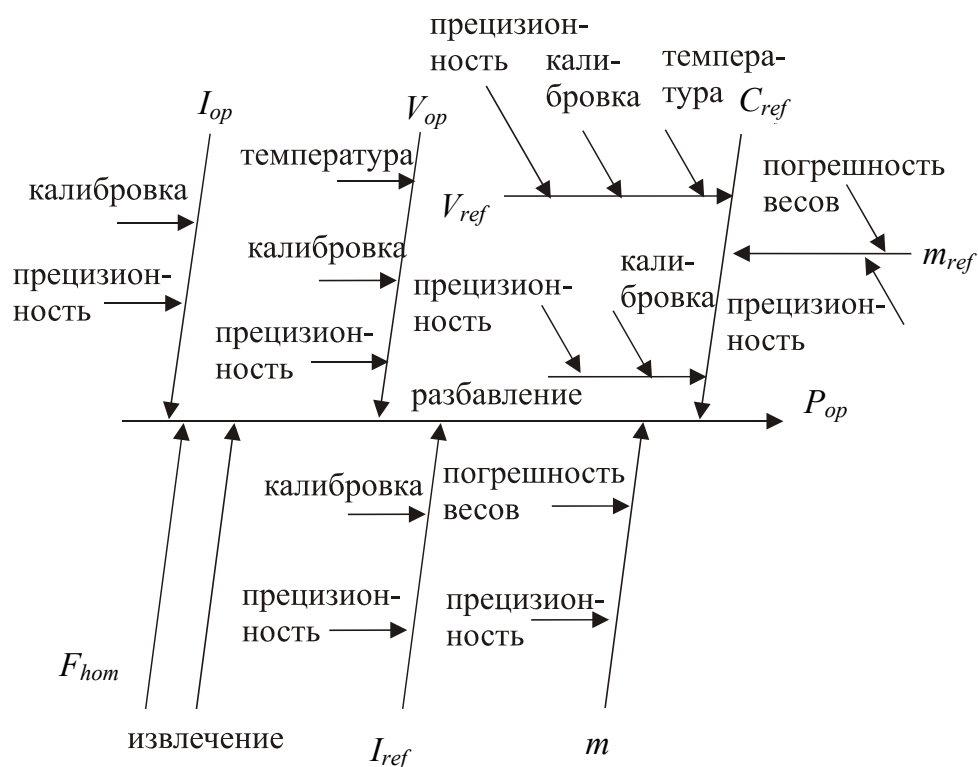 прецизион-
ность
кали-
бровка
темпера-
тура
I_op
V_op
C_ref
температура
калибровка
погрешность
весов
V_ref
калибровка
кали-
бровка
m_ref
прецизион-
ность
прецизион-
ность
прецизион-
ность
прецизион-
ность
разбавление
P_op
калибровка
погрешность
весов
прецизион-
ность
прецизион-
ность
F_hom
извлечение
I_ref
m